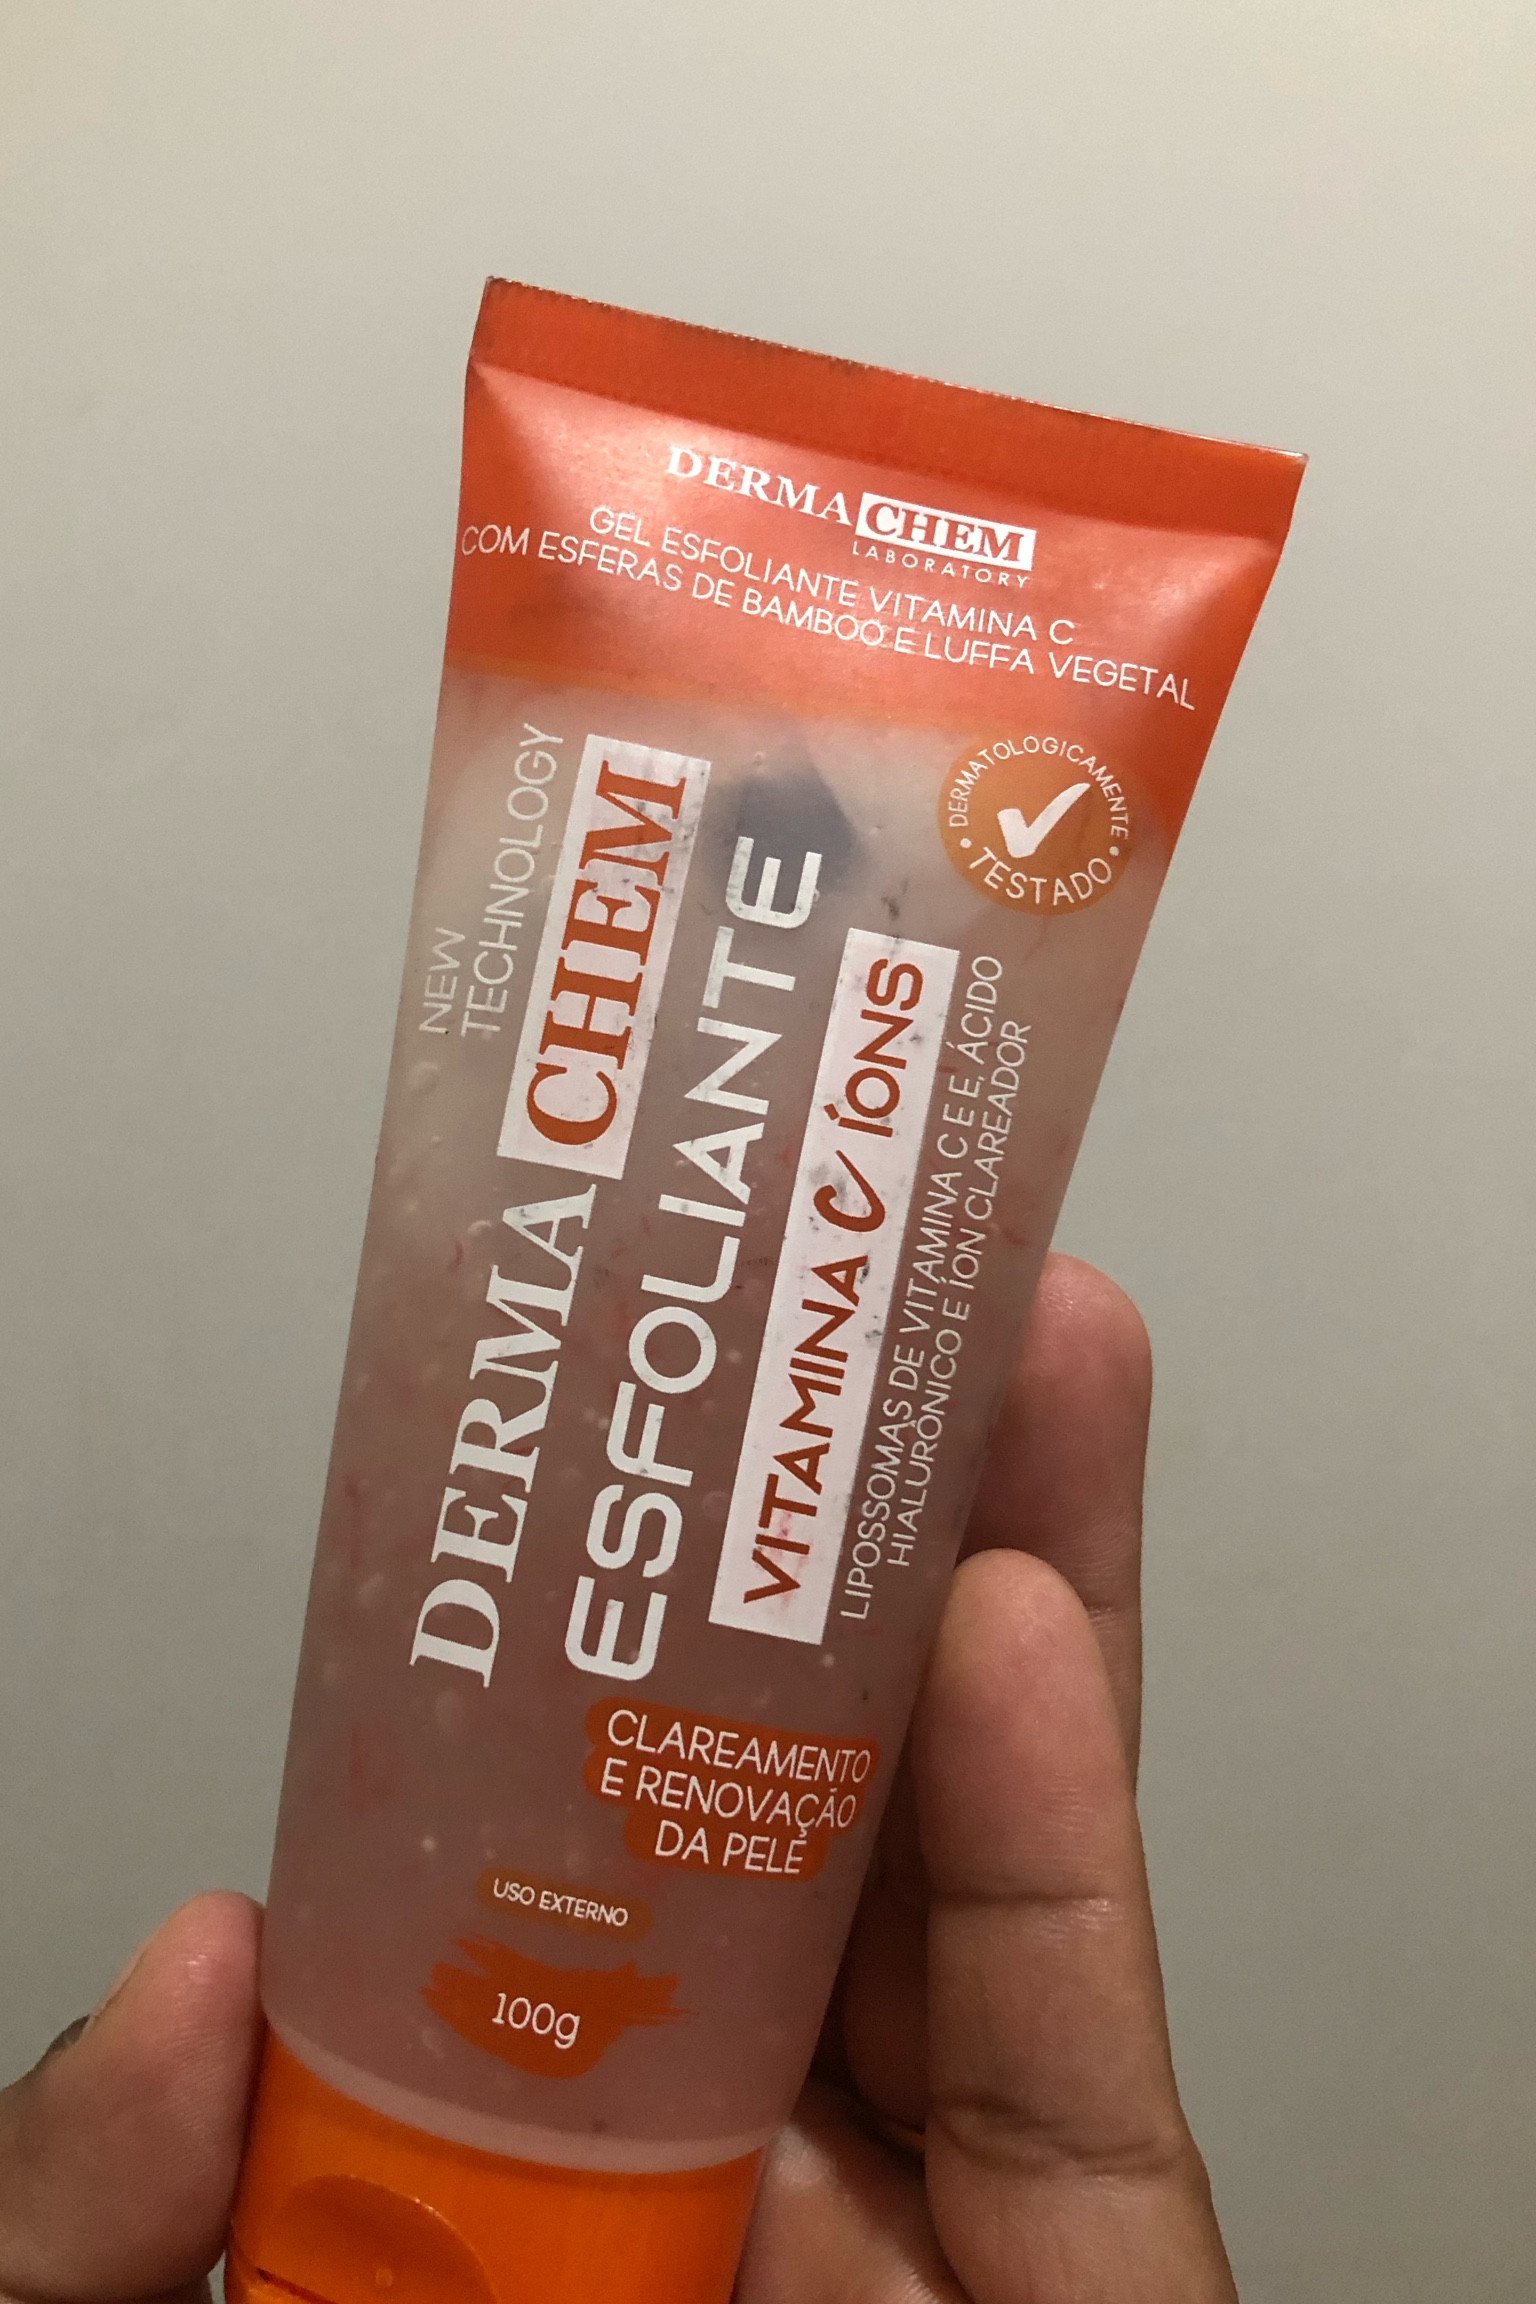 DERMA CHEM
LABORATORY
GEL ESFOLIANTE VITAMINA C
COM ESFERAS DE BAMBOO E LUFFA VEGETAL
DERMATOLOGICAMENTE
TESTADO
NEW
TECHNOLOGY
DERMA CHEM
ESFOLIANTE
VITAMINA C ÍONS
LIPOSSOMAS DE VITAMINA C E E, ÁCIDO
HIALURÔNICO E ÍON CLAREADOR
CLAREAMENTO
E RENOVAÇÃO
DA PELE
USO EXTERNO
100g